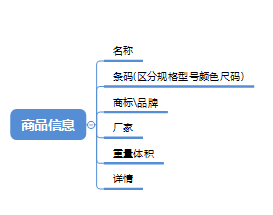 名称
条码(区分规格型号颜色尺码)
商标\品牌
商品信息
厂家
重量体积
详情